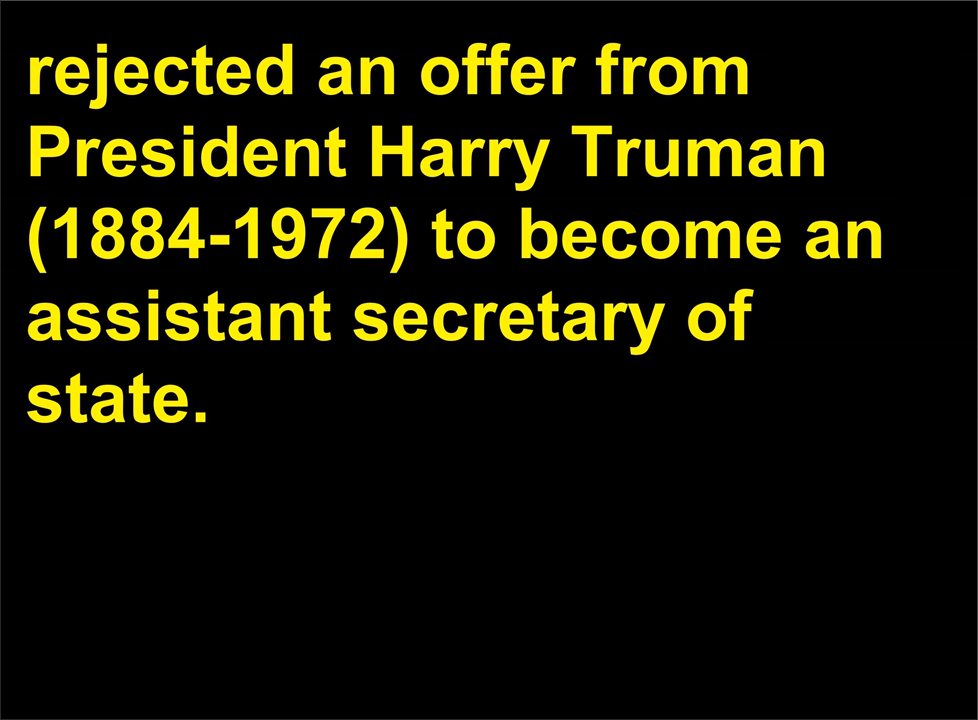 rejected an offer from
President Harry Truman
(1884-1972) to become an
assistant secretary of
state.